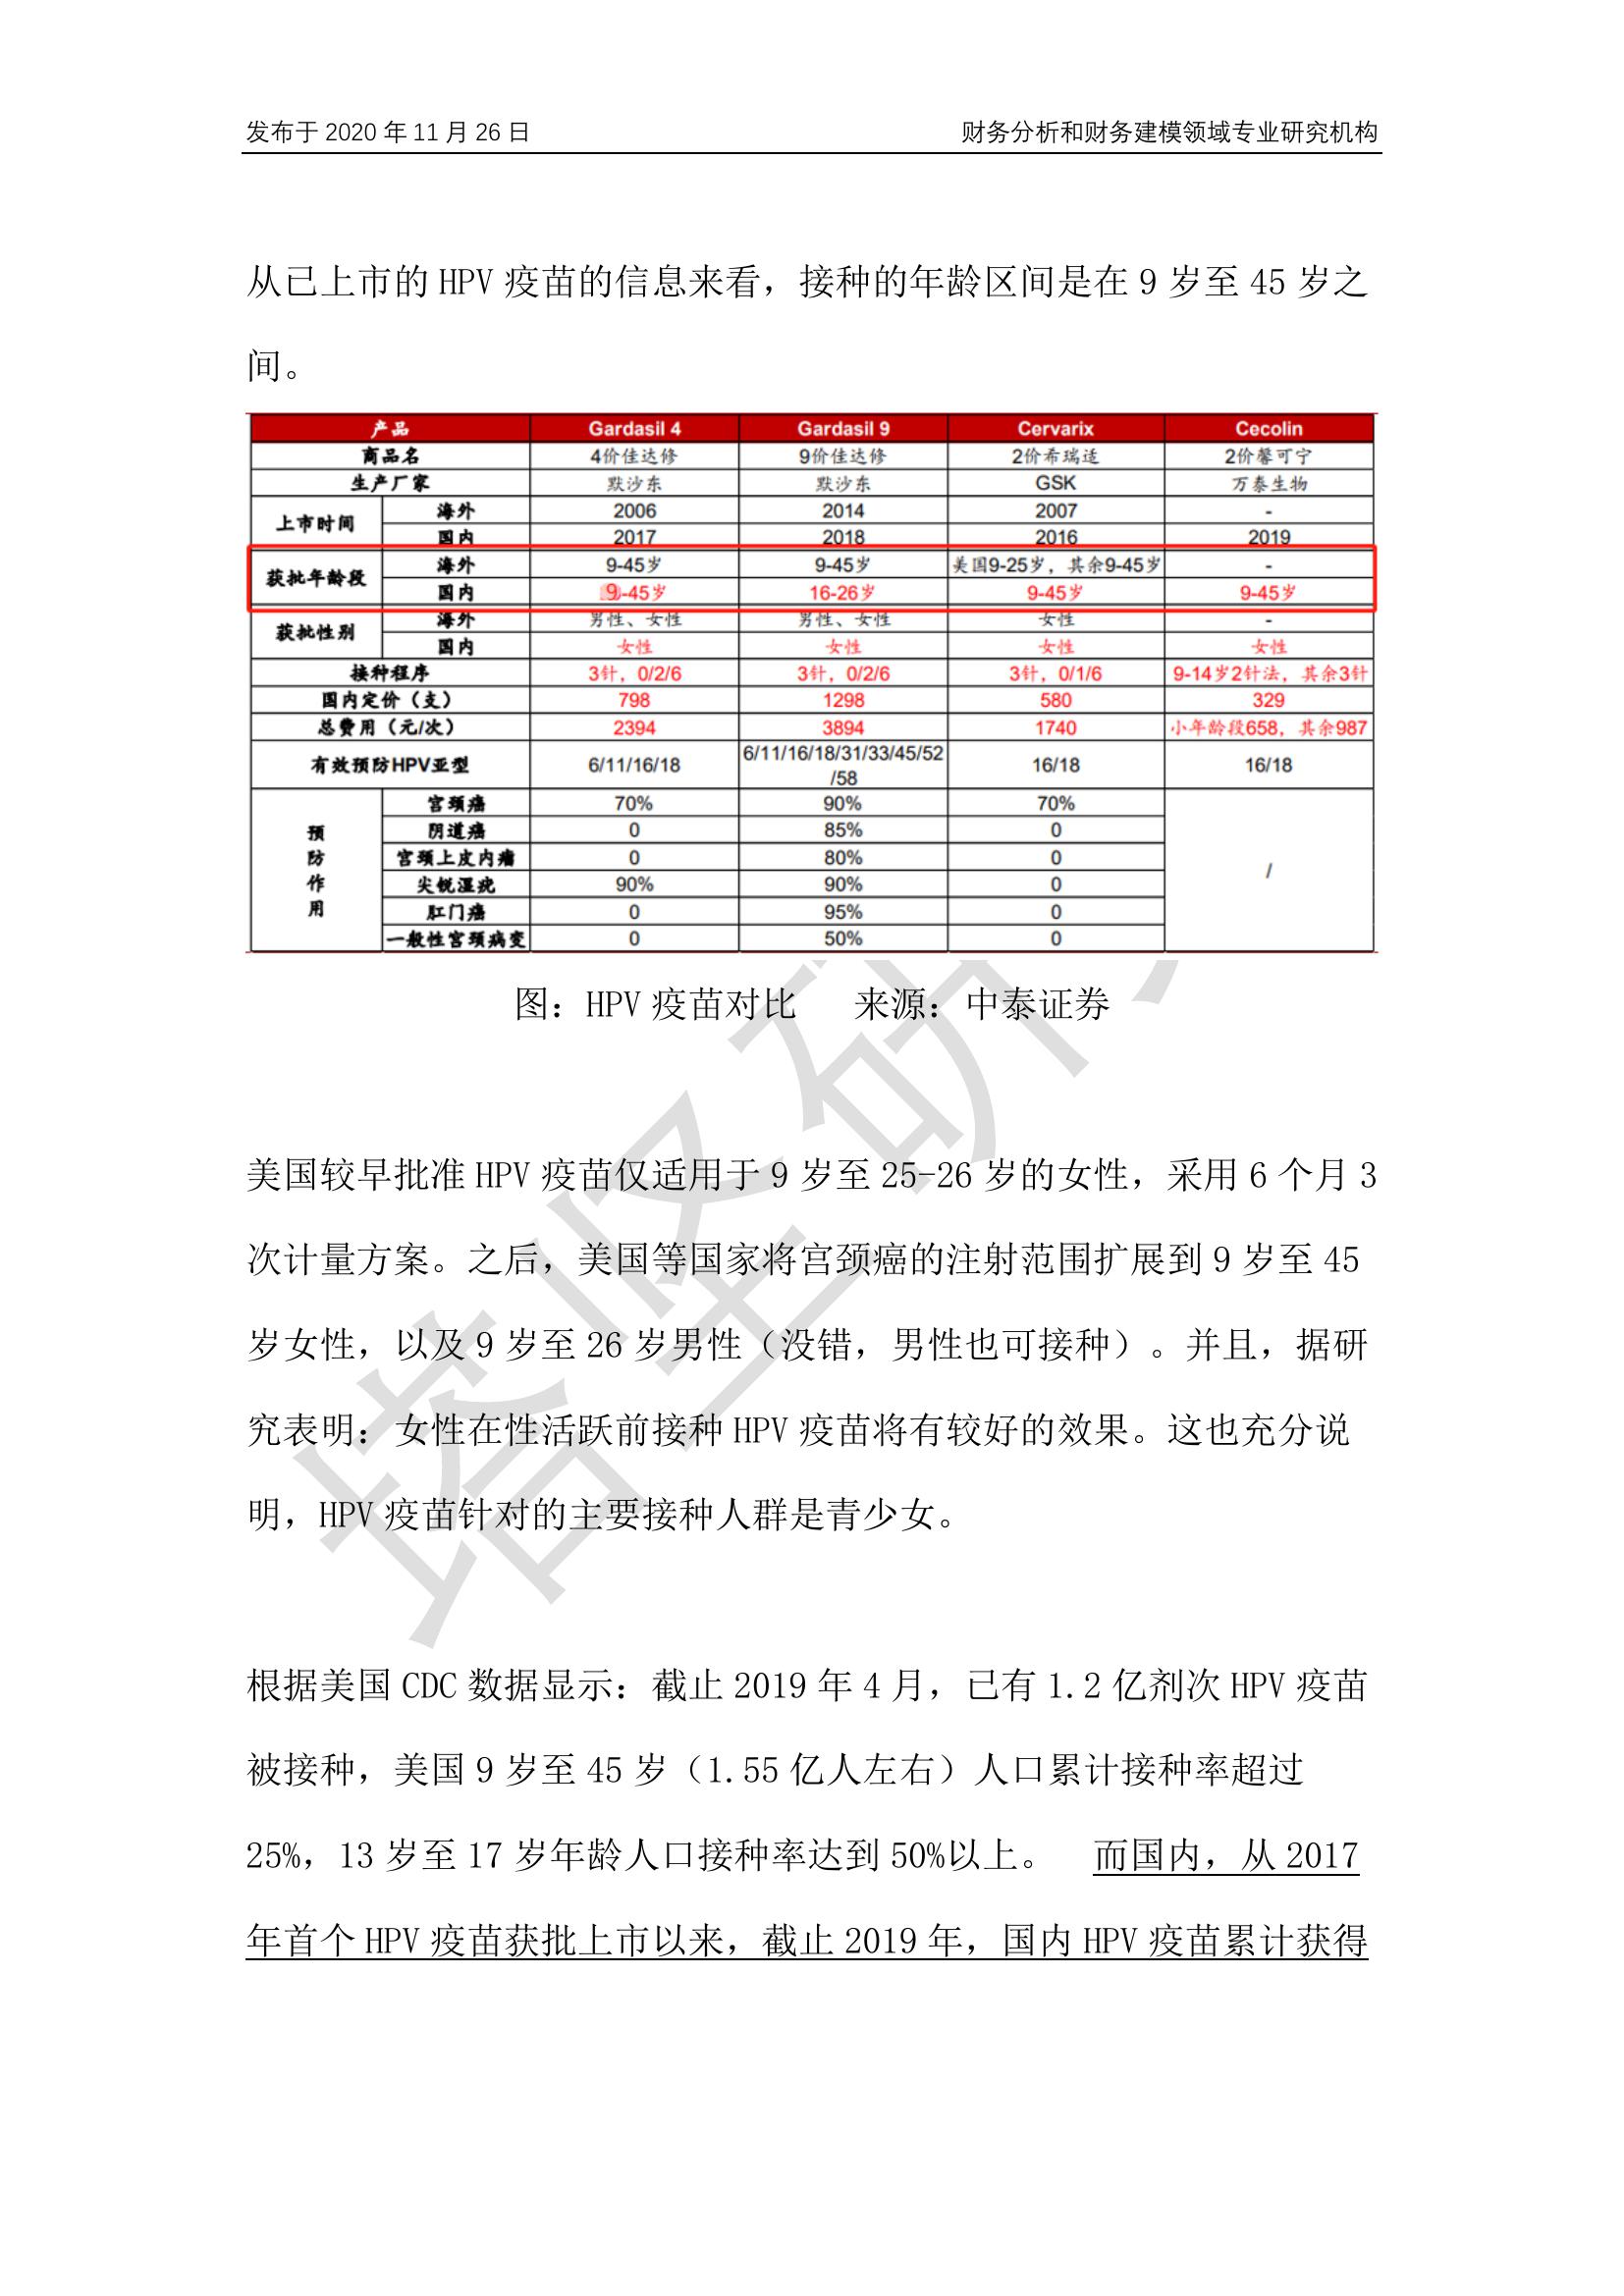 发布于 2020 年 11 月 26 日 财务分析和财务建模领域专业研究机构
从已上市的 HPV 疫苗的信息来看，接种的年龄区间是在 9 岁至 45 岁之
间。
产品 Gardasil 4 Gardasil 9 Cervarix Cecolin
商品名 4价佳达修 9价佳达修 2价希瑞适 2价馨可宁
生产厂家 默沙东 默沙东 GSK 万泰生物
上市时间 海外 2006 2014 2007 -
国内 2017 2018 2016 2019
获批年龄段 海外 9-45岁 9-45岁 美国9-25岁，其余9-45岁 -
国内 9-45岁 16-26岁 9-45岁 9-45岁
获批性别 海外 男性、女性 男性、女性 女性 -
国内 女性 女性 女性 女性
接种程序 3针，0/2/6 3针，0/2/6 3针，0/1/6 9-14岁2针法，其余3针
国内定价（支） 798 1298 580 329
总费用（元/次） 2394 3894 1740 小年龄段658，其余987
有效预防HPV亚型 6/11/16/18 6/11/16/18/31/33/45/52 16/18 16/18
/58
预防作用 宫颈癌 70% 90% 70% /
阴道癌 0 85% 0
宫颈上皮内瘤 0 80% 0
尖锐湿疣 90% 90% 0
肛门癌 0 95% 0
一般性宫颈病变 0 50% 0
图：HPV 疫苗对比 来源：中泰证券
美国较早批准 HPV 疫苗仅适用于 9 岁至 25-26 岁的女性，采用 6 个月 3
次计量方案。之后，美国等国家将宫颈癌的注射范围扩展到 9 岁至 45
岁女性，以及 9 岁至 26 岁男性（没错，男性也可接种）。并且，据研
究表明：女性在性活跃前接种 HPV 疫苗将有较好的效果。这也充分说
明，HPV 疫苗针对的主要接种人群是青少女。
根据美国 CDC 数据显示：截止 2019 年 4 月，已有 1.2 亿剂次 HPV 疫苗
被接种，美国 9 岁至 45 岁（1.55 亿人左右）人口累计接种率超过
25%，13 岁至 17 岁年龄人口接种率达到 50%以上。 而国内，从 2017
年首个 HPV 疫苗获批上市以来，截止 2019 年，国内 HPV 疫苗累计获得
塔坚研